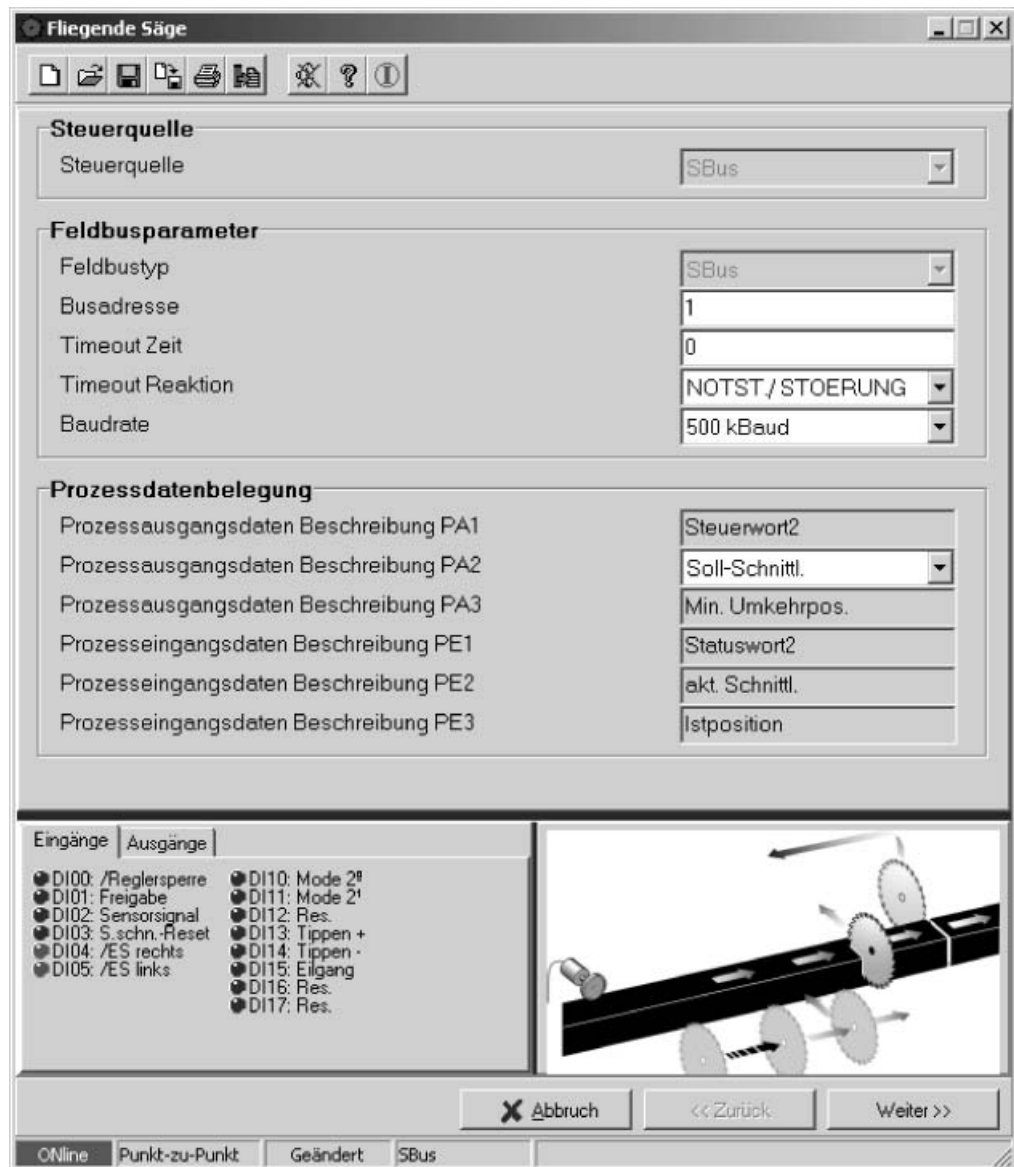 Fliegende Säge
Steuerquelle
Steuerquelle SBus
Feldbusparameter
Feldbustyp SBus
Busadresse 1
Timeout Zeit 0
Timeout Reaktion NOTST./ STOERUNG
Baudrate 500 kBaud
Prozessdatenbelegung
Prozessausgangsdaten Beschreibung PA1 Steuerwort2
Prozessausgangsdaten Beschreibung PA2 Soll-Schnittl.
Prozessausgangsdaten Beschreibung PA3 Min. Umkehrpos.
Prozesseingangsdaten Beschreibung PE1 Statuswort2
Prozesseingangsdaten Beschreibung PE2 akt. Schnittl.
Prozesseingangsdaten Beschreibung PE3 Istposition
Eingänge Ausgänge
DI00: /Reglersperre
DI01: Freigabe
DI02: Sensorsignal
DI03: S.schn.-Reset
DI04: /ES rechts
DI05: /ES links
DI10: Mode 2⁰
DI11: Mode 2¹
DI12: Res.
DI13: Tippen +
DI14: Tippen -
DI15: Eilgang
DI16: Res.
DI17: Res.
Abbruch << Zurück Weiter >>
ONline Punkt-zu-Punkt Geändert SBus